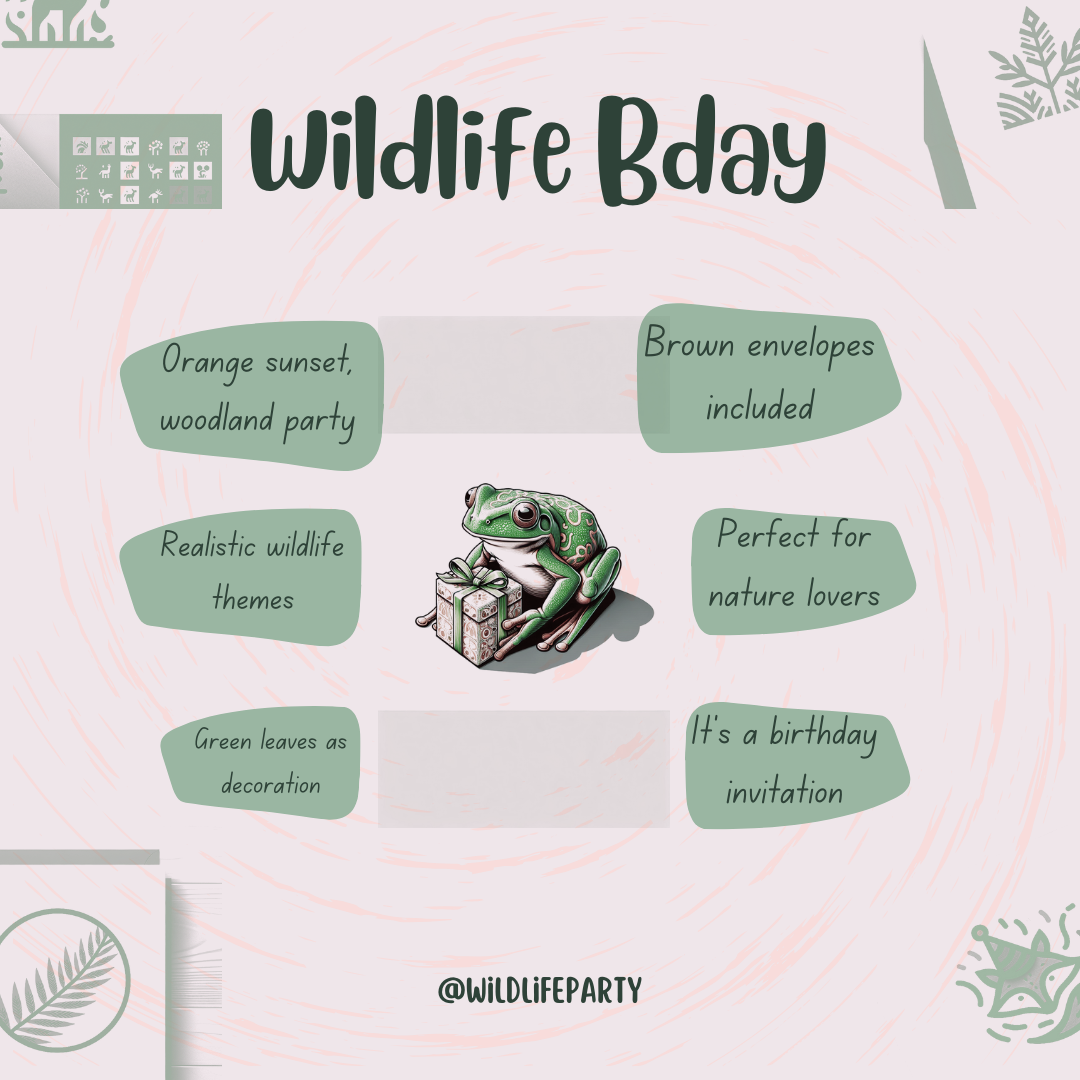 Wildlife Bday
Orange sunset,
woodland party
Brown envelopes
included
Realistic wildlife
themes
Perfect for
nature lovers
Green leaves as
decoration
It's a birthday
invitation
@WILDLIFEPARTY